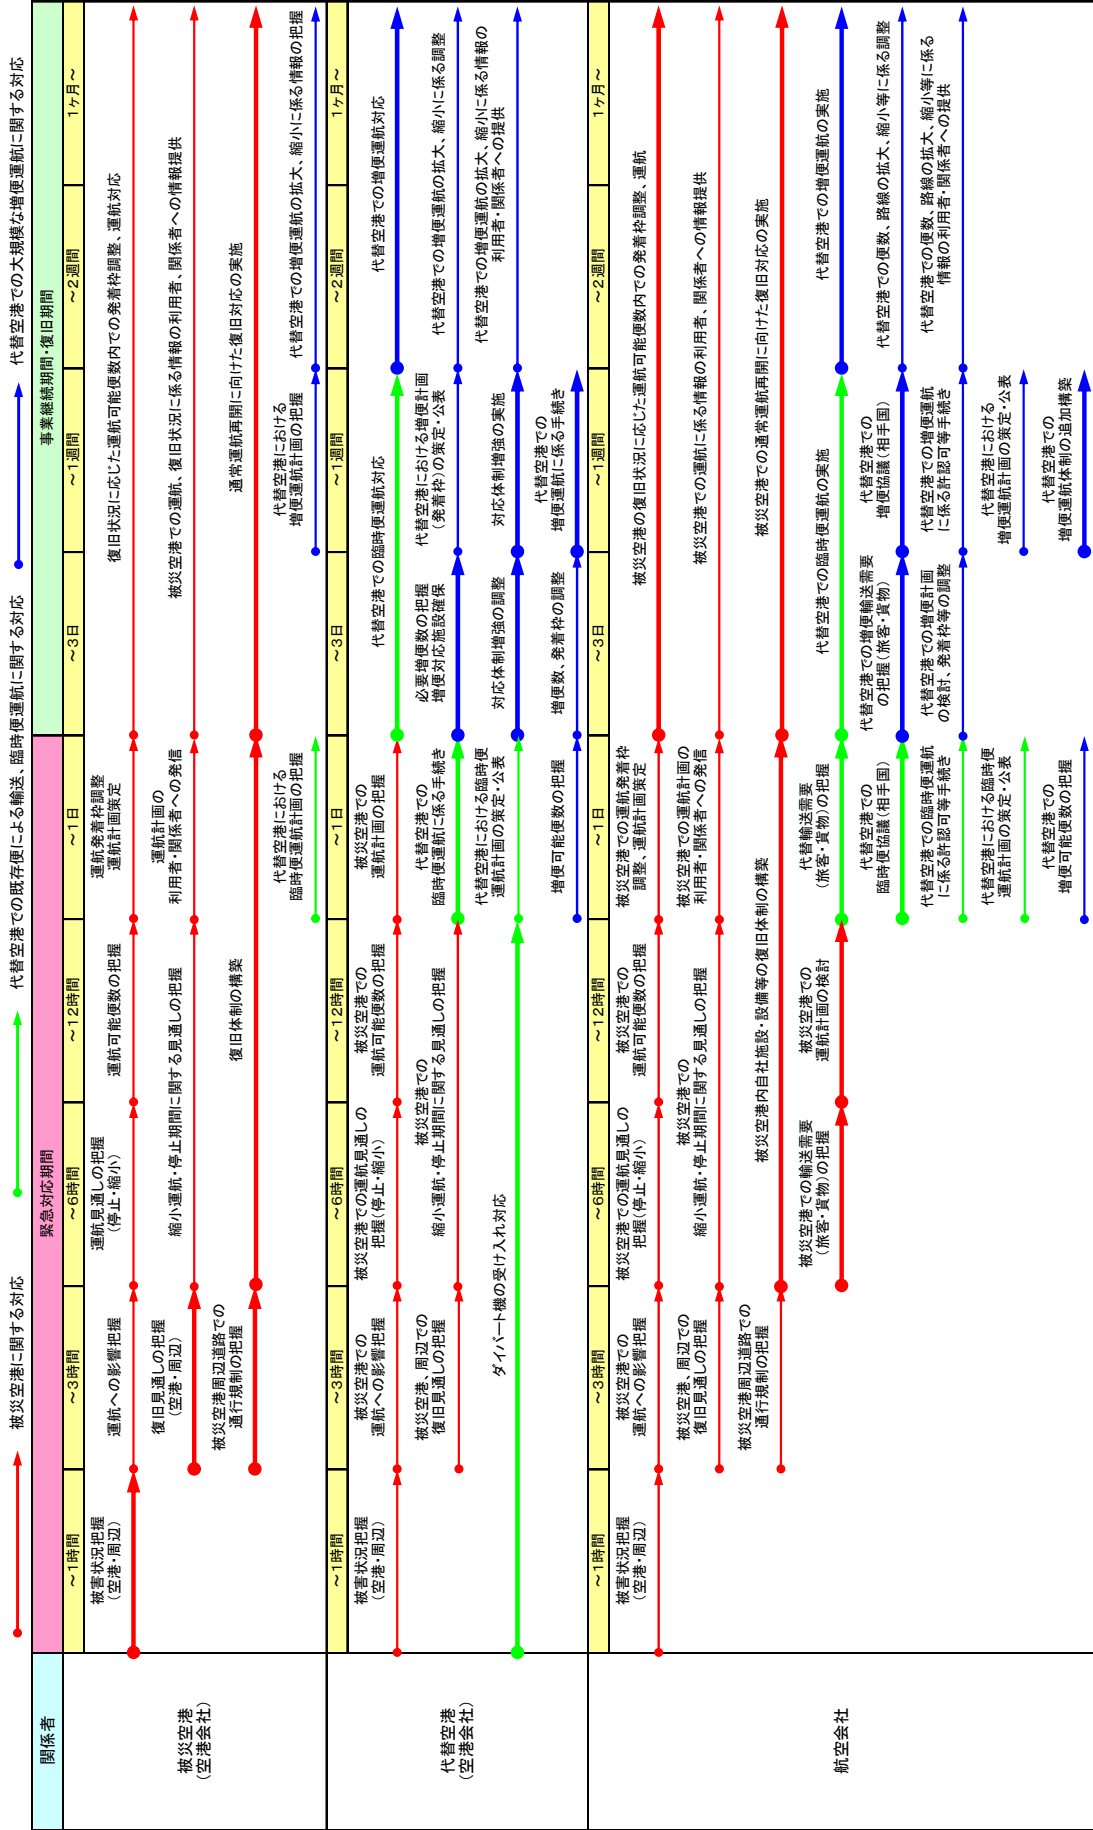 被災空港に関する対応
代替空港での既存便による輸送、臨時便運航に関する対応
代替空港での大規模な増便運航に関する対応
関係者
緊急対応期間
事業継続期間・復旧期間
～1時間
～3時間
～6時間
～12時間
～1日
～3日
～1週間
～2週間
1ヶ月～
被災空港
（空港会社）
被害状況把握
（空港・周辺）
運航への影響把握
運航見通しの把握
（停止・縮小）
運航可能便数の把握
運航発着枠調整
運航計画策定
復旧状況に応じた運航可能便数内での発着枠調整、運航対応
復旧見通しの把握
（空港・周辺）
縮小運航・停止期間に関する見通しの把握
運航計画の
利用者・関係者への発信
被災空港での運航、復旧状況に係る情報の利用者、関係者への情報提供
被災空港周辺道路での
通行規制の把握
復旧体制の構築
通常運航再開に向けた復旧対応の実施
代替空港における
臨時便運航計画の把握
代替空港における
増便運航計画の把握
代替空港での増便運航の拡大、縮小に係る情報の把握
～1時間
～3時間
～6時間
～12時間
～1日
～3日
～1週間
～2週間
1ヶ月～
代替空港
（空港会社）
被害状況把握
（空港・周辺）
被災空港での
運航への影響把握
被災空港での運航見通しの
把握（停止・縮小）
被災空港での
運航可能便数の把握
被災空港での
運航計画の把握
代替空港での臨時便運航対応
代替空港での増便運航対応
被災空港、周辺での
復旧見通しの把握
被災空港での
縮小運航・停止期間に関する見通しの把握
代替空港での
臨時便運航に係る手続き
必要増便数の把握
増便対応施設確保
代替空港における増便計画
（発着枠）の策定・公表
代替空港での増便運航の拡大、縮小に係る調整
ダイバート機の受け入れ対応
代替空港における臨時便
運航計画の策定・公表
対応体制増強の調整
対応体制増強の実施
代替空港での増便運航の拡大、縮小に係る情報の
利用者・関係者への提供
増便可能便数の把握
増便数、発着枠の調整
代替空港での
増便運航に係る手続き
～1時間
～3時間
～6時間
～12時間
～1日
～3日
～1週間
～2週間
1ヶ月～
航空会社
被害状況把握
（空港・周辺）
被災空港での
運航への影響把握
被災空港での運航見通しの
把握（停止・縮小）
被災空港での
運航可能便数の把握
被災空港での運航発着枠
調整、運航計画策定
被災空港の復旧状況に応じた運航可能便数内での発着枠調整、運航
被災空港、周辺での
復旧見通しの把握
被災空港での
縮小運航・停止期間に関する見通しの把握
被災空港での運航計画の
利用者・関係者への発信
被災空港での運航に係る情報の利用者、関係者への情報提供
被災空港周辺道路での
通行規制の把握
被災空港内自社施設・設備等の復旧体制の構築
被災空港での通常運航再開に向けた復旧対応の実施
被災空港での輸送需要
（旅客・貨物）の把握
被災空港での
運航計画の検討
代替輸送需要
（旅客・貨物）の把握
代替空港での臨時便運航の実施
代替空港での増便運航の実施
代替空港での
臨時便協議（相手国）
代替空港での増便輸送需要
の把握（旅客・貨物）
代替空港での
増便協議（相手国）
代替空港での便数、路線の拡大、縮小等に係る調整
代替空港での臨時便運航
に係る許認可等手続き
代替空港での増便計画
の検討、発着枠等の調整
代替空港での増便運航
に係る許認可等手続き
代替空港での便数、路線の拡大、縮小等に係る
情報の利用者・関係者への提供
代替空港における臨時便
運航計画の策定・公表
代替空港における
増便運航計画の策定・公表
代替空港での
増便可能便数の把握
代替空港での
増便運航体制の追加構築